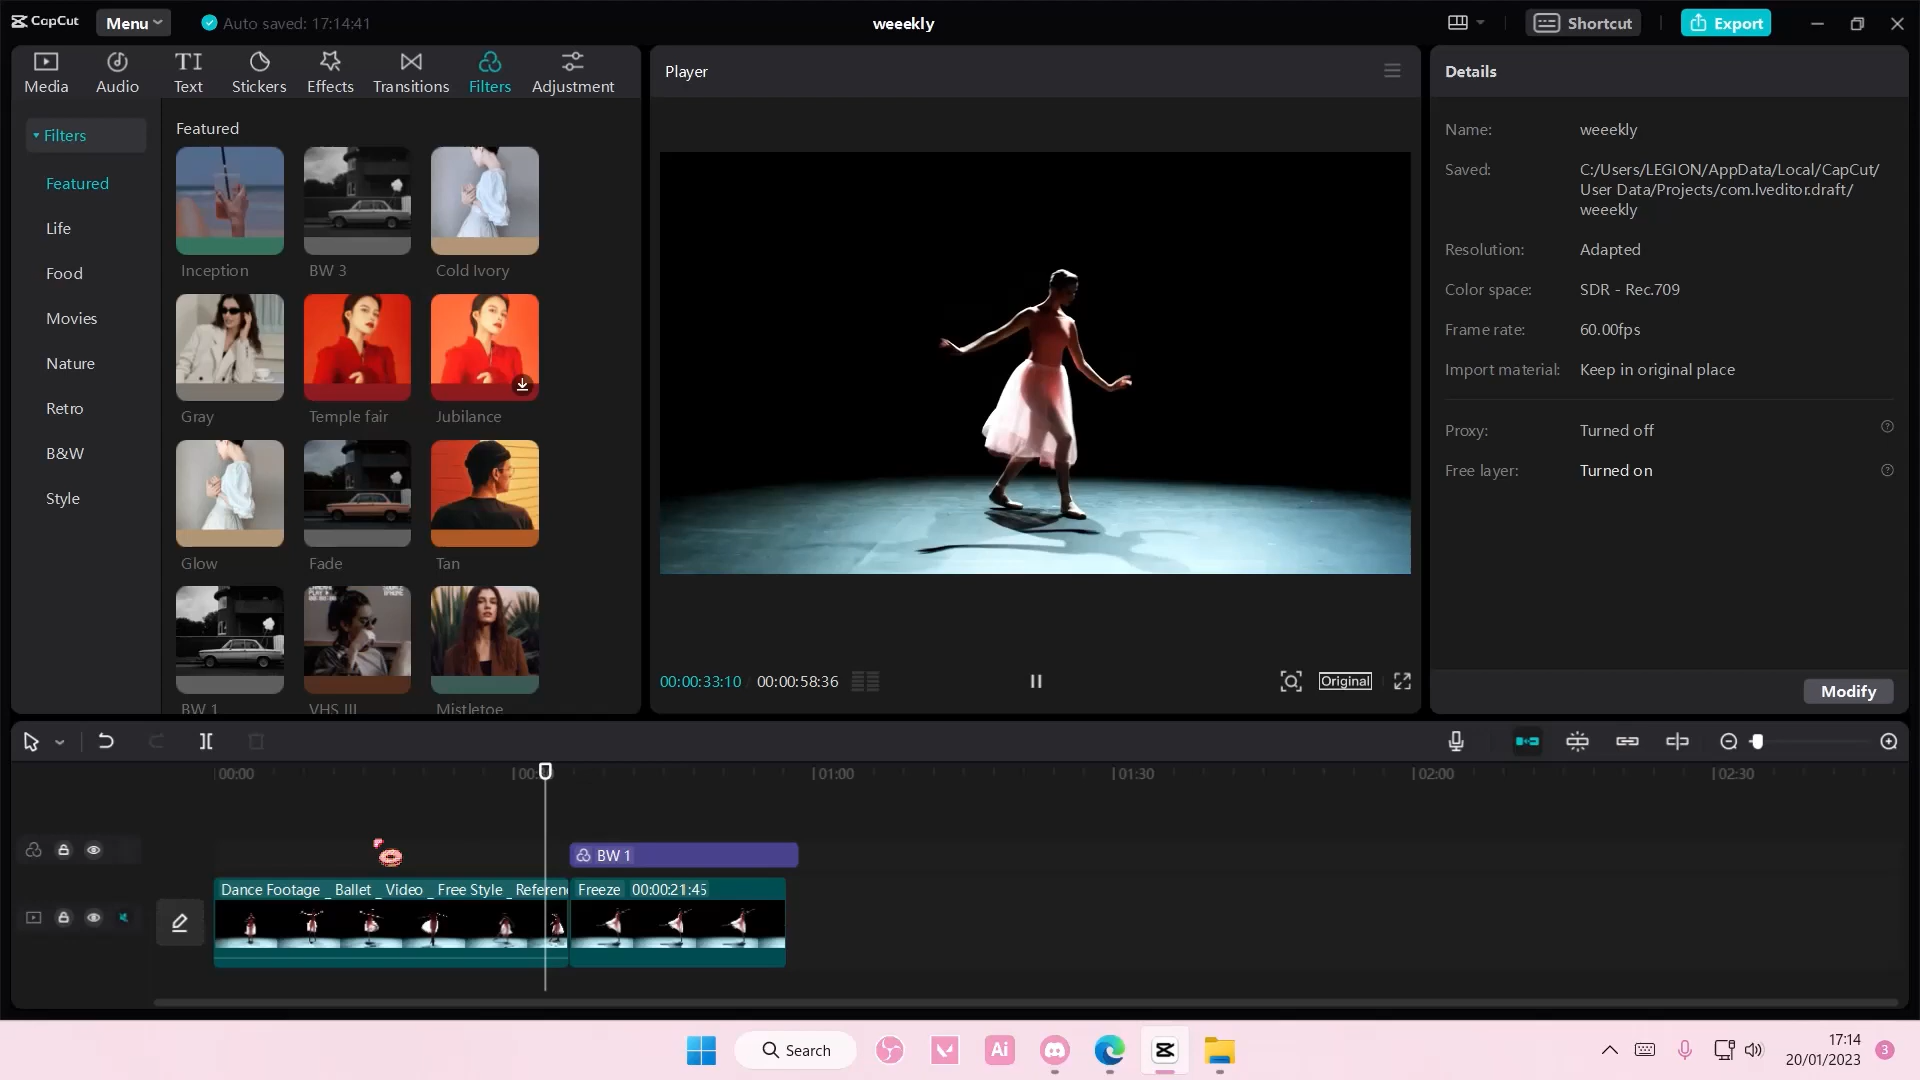 CapCut
Menu
Auto saved: 17:14:41
weeekly
Shortcut
Export
Media
Audio
TI
Text
Stickers
Effects
Transitions
Filters
Adjustment
Player
Details
Filters
Featured
Life
Food
Movies
Nature
Retro
B&W
Style
Featured
Inception
BW 3
Cold Ivory
Gray
Temple fair
Jubilance
Glow
Fade
Tan
BW 1
VHS III
Mistletoe
00:00:33:10
00:00:58:36
Original
Name: weeekly
Saved: C:/Users/LEGION/AppData/Local/CapCut/
User Data/Projects/com.lveditor.draft/
weeekly
Resolution: Adapted
Color space: SDR - Rec.709
Frame rate: 60.00fps
Import material: Keep in original place
Proxy: Turned off
Free layer: Turned on
Modify
00:00
00:
01:00
01:30
02:00
02:30
BW 1
Dance Footage _ Ballet _ Video _ Free Style _ Referen
Freeze 00:00:21:45
Search
Ai
17:14
20/01/2023
3